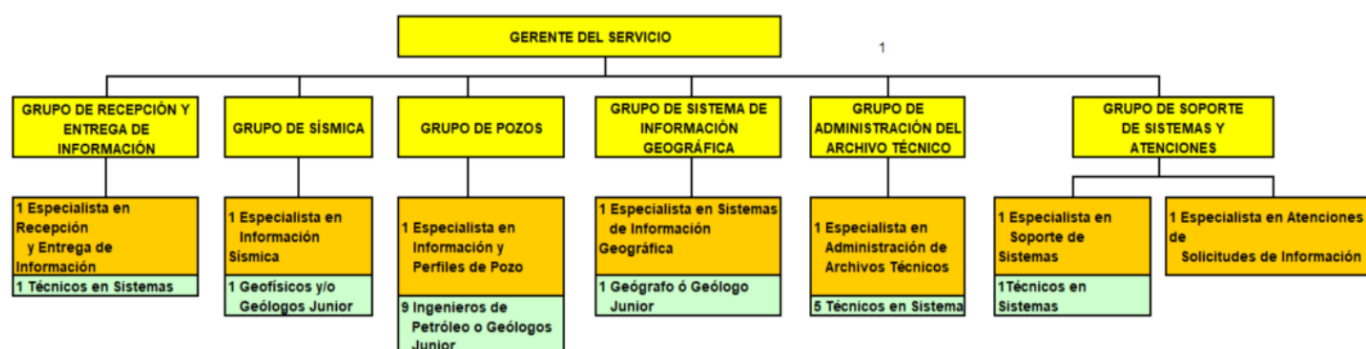 GERENTE DEL SERVICIO
1
GRUPO DE RECEPCIÓN Y
ENTREGA DE
INFORMACIÓN
GRUPO DE SÍSMICA
GRUPO DE POZOS
GRUPO DE SISTEMA DE
INFORMACIÓN
GEOGRÁFICA
GRUPO DE
ADMINISTRACIÓN DEL
ARCHIVO TÉCNICO
GRUPO DE SOPORTE
DE SISTEMAS Y
ATENCIONES
1 Especialista en
Recepción
y Entrega de
Información
1 Técnicos en Sistemas
1 Especialista en
Información
Sísmica
1 Geofísicos y/o
Geólogos Junior
1 Especialista en
Información y
Perfiles de Pozo
9 Ingenieros de
Petróleo o Geólogos
Junior
1 Especialista en Sistemas
de Información
Geográfica
1 Geógrafo ó Geólogo
Junior
1 Especialista en
Administración de
Archivos Técnicos
5 Técnicos en Sistema
1 Especialista en
Soporte de
Sistemas
1Técnicos en
Sistemas
1 Especialista en Atenciones
de
Solicitudes de Información